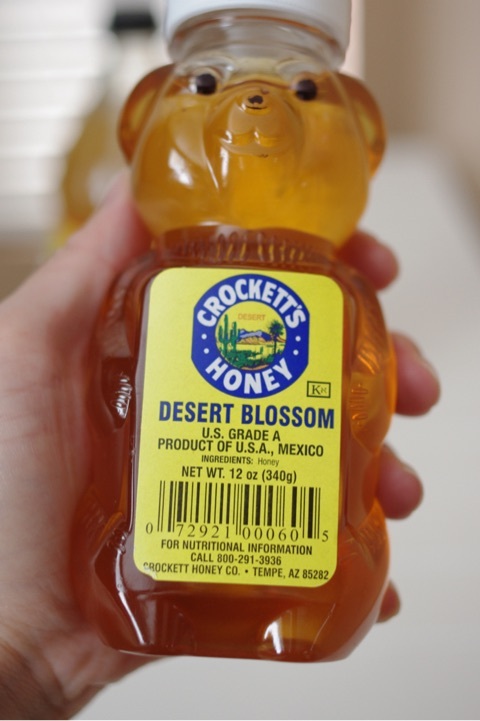 CROCKETT'S
DESERT
HONEY
K
DESERT BLOSSOM
U.S. GRADE A
PRODUCT OF U.S.A., MEXICO
INGREDIENTS: Honey
NET WT. 12 oz (340g)
0 72921 00060 5
FOR NUTRITIONAL INFORMATION
CALL 800-291-3936
CROCKETT HONEY CO. • TEMPE, AZ 85282